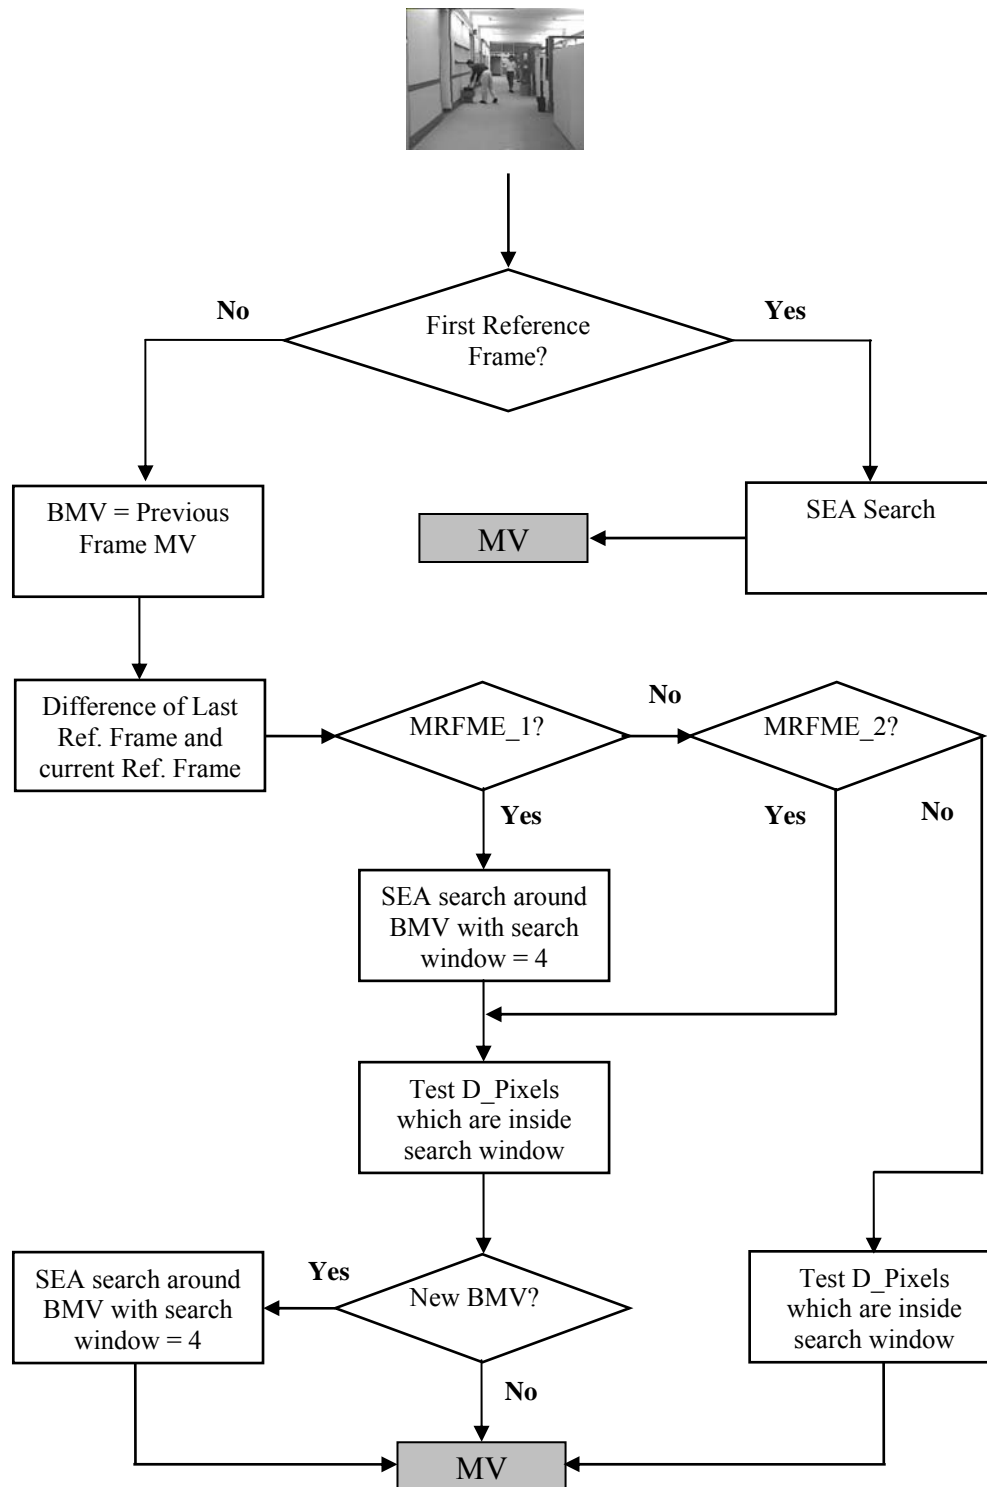 No
Yes
First Reference
Frame?
BMV = Previous
Frame MV
MV
SEA Search
Difference of Last
Ref. Frame and
current Ref. Frame
MRFME_1?
No
MRFME_2?
Yes
Yes
No
SEA search around
BMV with search
window = 4
Test D_Pixels
which are inside
search window
SEA search around
BMV with search
window = 4
Yes
New BMV?
No
Test D_Pixels
which are inside
search window
MV